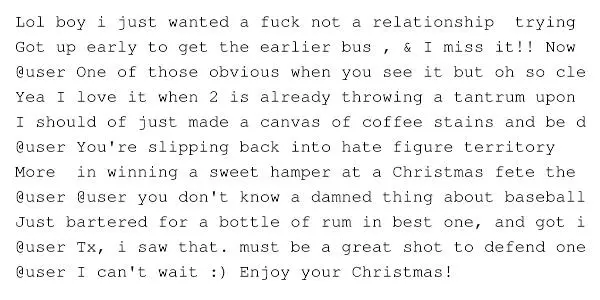 Lol boy i just wanted a fuck not a relationship  trying
Got up early to get the earlier bus , & I miss it!! Now
@user One of those obvious when you see it but oh so cle
Yea I love it when 2 is already throwing a tantrum upon
I should of just made a canvas of coffee stains and be d
@user You're slipping back into hate figure territory
More  in winning a sweet hamper at a Christmas fete the
@user @user you don't know a damned thing about baseball
Just bartered for a bottle of rum in best one, and got i
@user Tx, i saw that. must be a great shot to defend one
@user I can't wait :) Enjoy your Christmas!